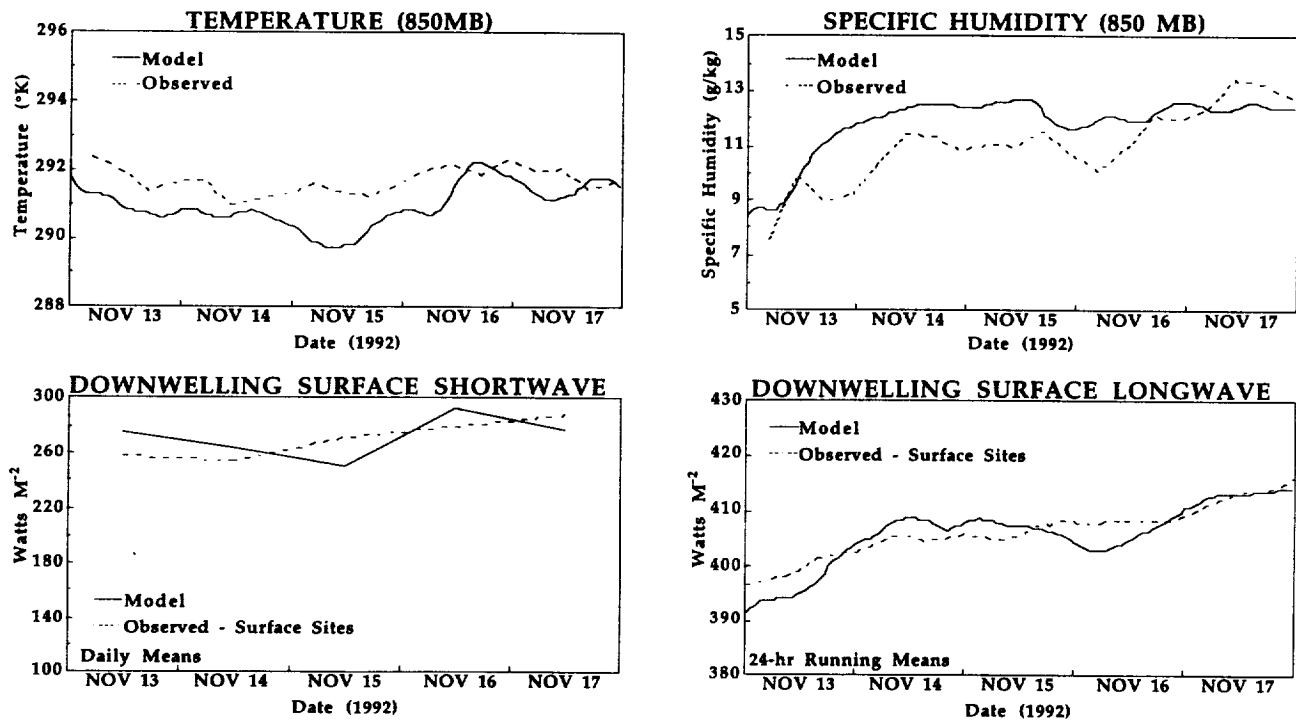 TEMPERATURE (850MB)
296
294
292
290
288
Temperature (°K)
Model
Observed
NOV 13 NOV 14 NOV 15 NOV 16 NOV 17
Date (1992)
SPECIFIC HUMIDITY (850 MB)
15
13
11
9
7
5
Specific Humidity (g/kg)
Model
Observed
NOV 13 NOV 14 NOV 15 NOV 16 NOV 17
Date (1992)
DOWNWELLING SURFACE SHORTWAVE
300
260
220
180
140
100
Watts M-2
Model
Observed - Surface Sites
Daily Means
NOV 13 NOV 14 NOV 15 NOV 16 NOV 17
Date (1992)
DOWNWELLING SURFACE LONGWAVE
430
420
410
400
390
380
Watts M-2
Model
Observed - Surface Sites
24-hr Running Means
NOV 13 NOV 14 NOV 15 NOV 16 NOV 17
Date (1992)